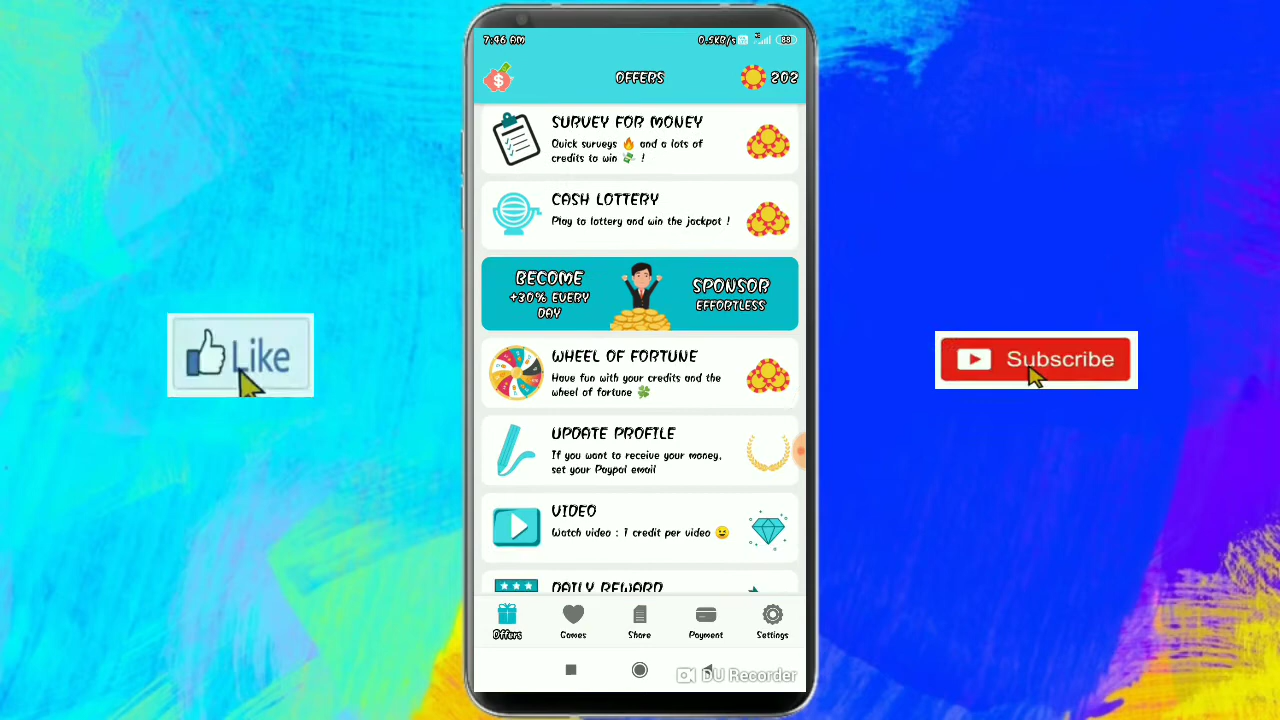 7:46 AM
0.5KB/s
88
OFFERS
202
SURVEY FOR MONEY
Quick surveys 🔥 and a lots of
credits to win 💸 !
CASH LOTTERY
Play to lottery and win the jackpot !
BECOME
+30% EVERY
DAY
SPONSOR
EFFORTLESS
WHEEL OF FORTUNE
Have fun with your credits and the
wheel of fortune 🍀
UPDATE PROFILE
If you want to receive your money,
set your Paypal email
VIDEO
Watch video : 1 credit per video 😉
DAILY REWARD
Offers
Games
Share
Payment
Settings
DU Recorder
Like
Subscribe